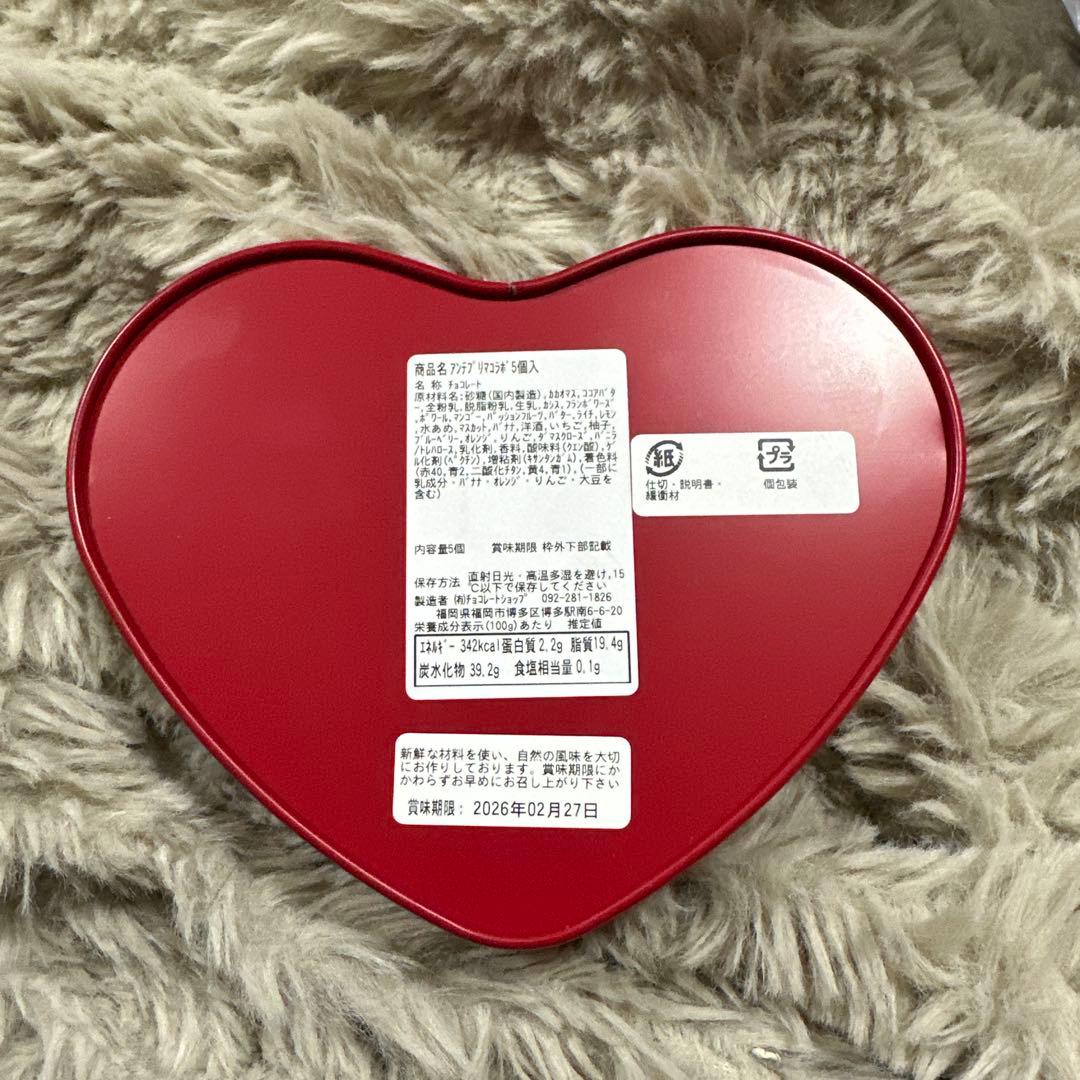 商品名 ｱﾝﾃﾌﾟﾘﾏｺﾗﾎﾞ5個入
名 称 ﾁｮｺﾚｰﾄ
原材料名:砂糖(国内製造),ｶｶｵﾏｽ,ｺｺｱﾊﾞﾀ
ｰ,全粉乳,脱脂粉乳,生乳,ｶｼｽ,ﾌﾗﾝﾎﾞﾜｰｽﾞ
,ﾎﾟﾜｰﾙ,ﾏﾝｺﾞｰ,ﾊﾟｯｼｮﾝﾌﾙｰﾂ,ﾊﾞﾀｰ,ﾗｲﾁ,ﾚﾓﾝ
,水あめ,ﾏｽｶｯﾄ,ﾊﾞﾅﾅ,洋酒,いちご,柚子,
ﾌﾞﾙｰﾍﾞﾘｰ,ｵﾚﾝｼﾞ,りんご,ﾀﾞﾏｽｸﾛｰｽﾞ,ﾊﾞﾆﾗ
/ﾄﾚﾊﾛｰｽ,乳化剤,香料,酸味料(ｸｴﾝ酸),ｹﾞ
ﾙ化剤(ﾍﾟｸﾁﾝ),増粘剤(ｷｻﾝﾀﾝｶﾞﾑ),着色料
(赤40,青2,二酸化ﾁﾀﾝ,黄4,青1),(一部に
乳成分・ﾊﾞﾅﾅ・ｵﾚﾝｼﾞ・りんご・大豆を
含む)
内容量5個 賞味期限 枠外下部記載
保存方法 直射日光・高温多湿を避け,15
℃以下で保存してください
製造者 ㈲ﾁｮｺﾚｰﾄｼｮｯﾌﾟ 092-281-1826
福岡県福岡市博多区博多駅南6-6-20
栄養成分表示(100g)あたり 推定値
ｴﾈﾙｷﾞｰ 342kcal 蛋白質 2.2g 脂質19.4g
炭水化物 39.2g 食塩相当量 0.1g
紙 プラ
仕切・説明書・ 個包装
緩衝材
新鮮な材料を使い、自然の風味を大切
にお作りしております。賞味期限にか
かわらずお早めにお召し上がり下さい
賞味期限： 2026年02月27日